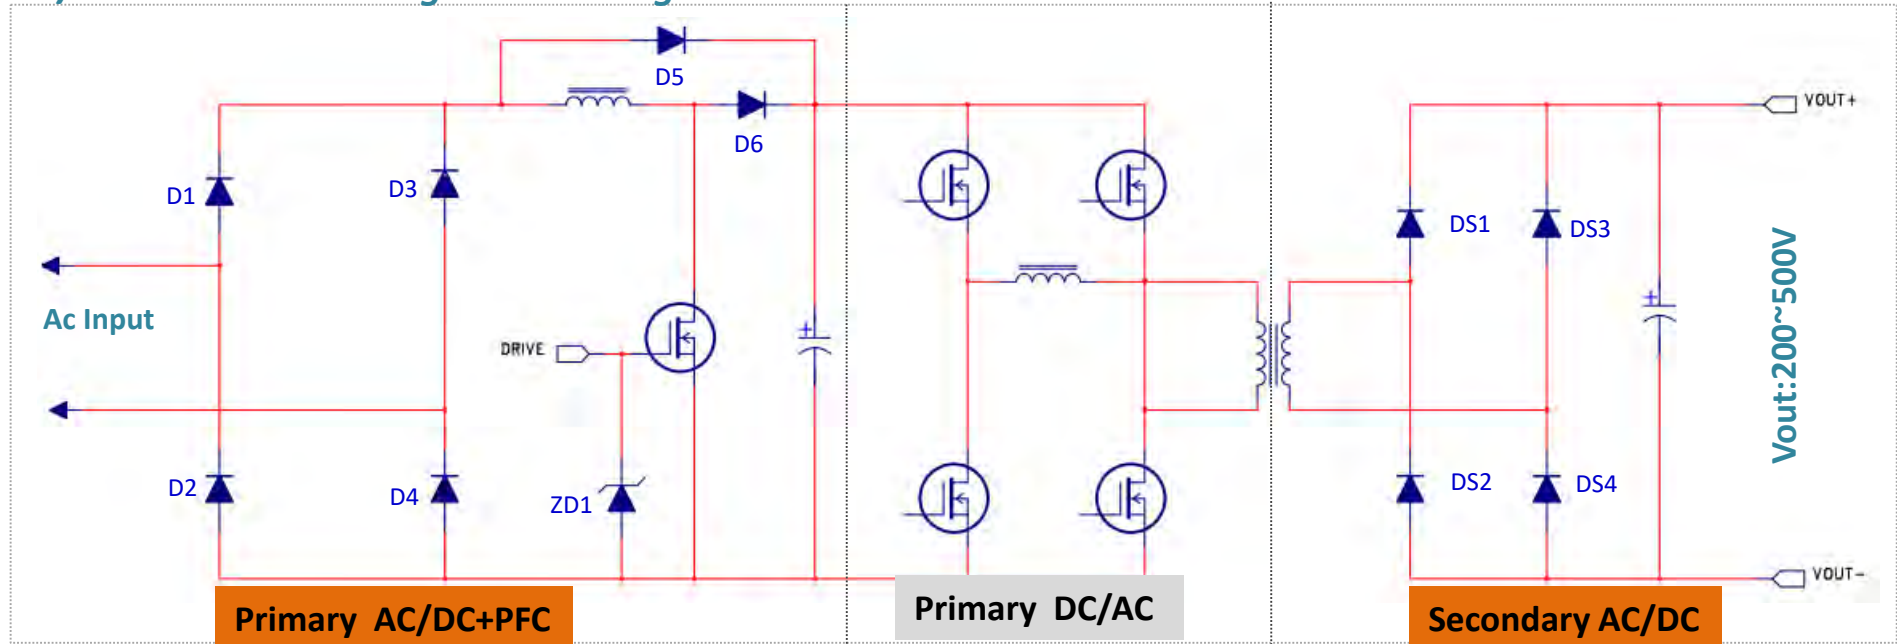 D5
D6
D1
D3
Ac Input
DRIVE
D2
D4
ZD1
+
Primary AC/DC+PFC
Primary DC/AC
DS1
DS3
DS2
DS4
+
VOUT+
VOUT-
Vout:200~500V
Secondary AC/DC